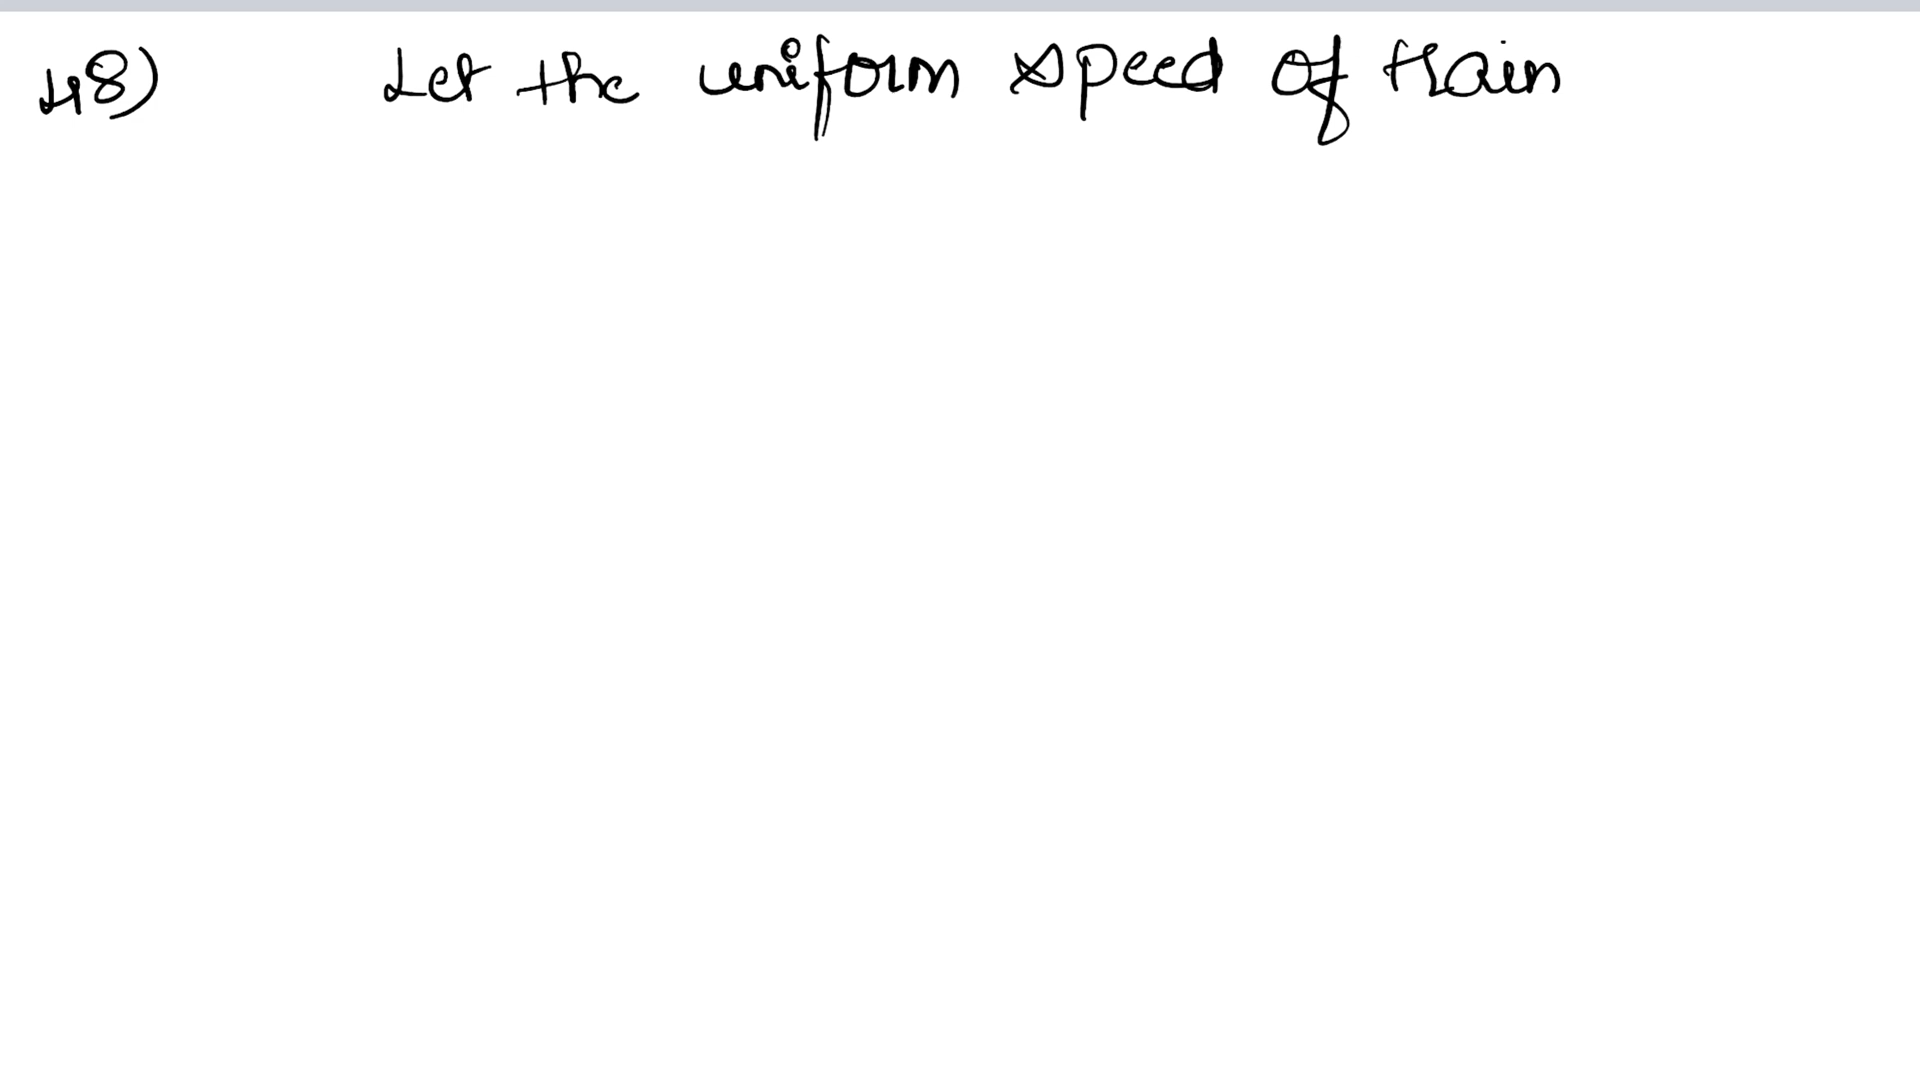 48) Let the uniform speed of train